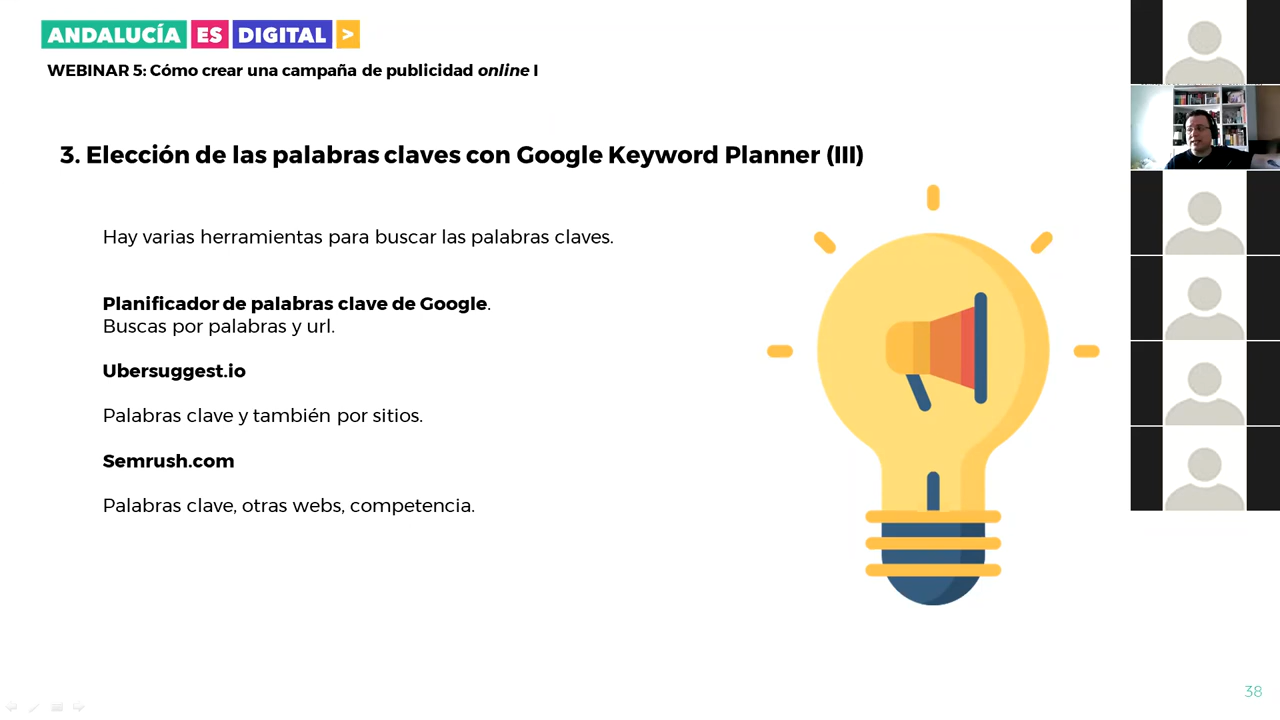 ANDALUCÍA ES DIGITAL >
WEBINAR 5: Cómo crear una campaña de publicidad online I
3. Elección de las palabras claves con Google Keyword Planner (III)
Hay varias herramientas para buscar las palabras claves.
Planificador de palabras clave de Google.
Buscas por palabras y url.
Ubersuggest.io
Palabras clave y también por sitios.
Semrush.com
Palabras clave, otras webs, competencia.
38